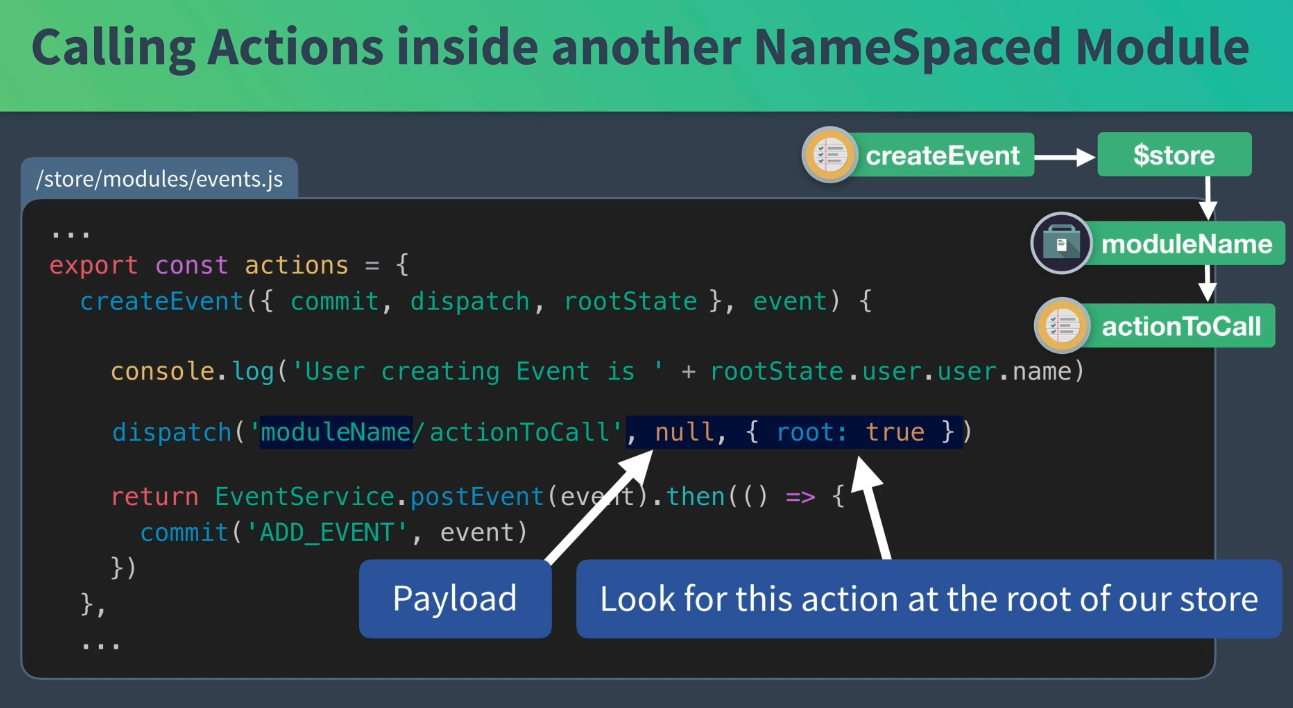 Calling Actions inside another NameSpaced Module
createEvent
$store
moduleName
actionToCall
/store/modules/events.js
...
export const actions = {
createEvent({ commit, dispatch, rootState }, event) {
console.log('User creating Event is ' + rootState.user.user.name)
dispatch('moduleName/actionToCall', null, { root: true })
return EventService.postEvent(event).then(() => {
commit('ADD_EVENT', event)
})
},
...
Payload
Look for this action at the root of our store